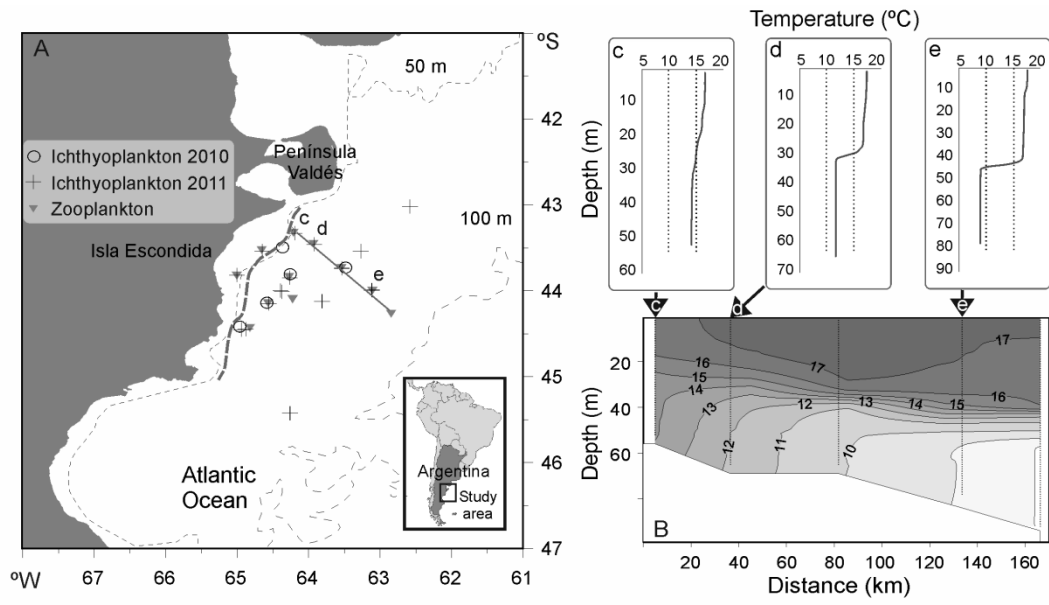 A
ºS
50 m
42
Ichthyoplankton 2010
Ichthyoplankton 2011
Zooplankton
Península
Valdés
100 m
43
Isla Escondida
c
d
e
44
45
Argentina
Study
area
Atlantic
Ocean
46
47
ºW
67
66
65
64
63
62
61
Temperature (ºC)
c
5 10 15 20
10
20
30
40
50
60
Depth (m)
d
5 10 15 20
10
20
30
40
50
60
70
e
5 10 15 20
10
20
30
40
50
60
70
80
90
c
d
e
17
17
16
16
15
15
14
14
13
13
12
12
11
10
20
40
60
Depth (m)
B
20 40 60 80 100 120 140 160
Distance (km)